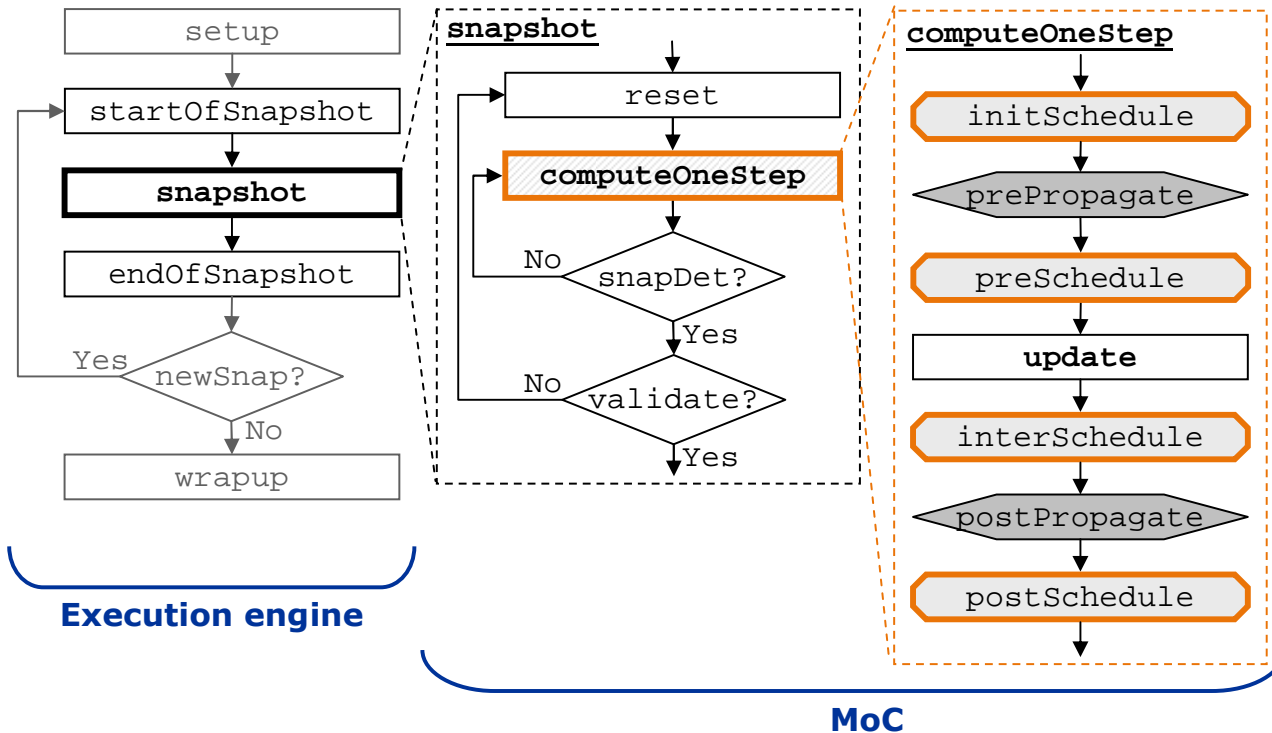 setup
startOfSnapshot
snapshot
endOfSnapshot
newSnap?
Yes
No
wrapup
Execution engine
snapshot
reset
computeOneStep
snapDet?
No
Yes
validate?
No
Yes
computeOneStep
initSchedule
prePropagate
preSchedule
update
interSchedule
postPropagate
postSchedule
MoC